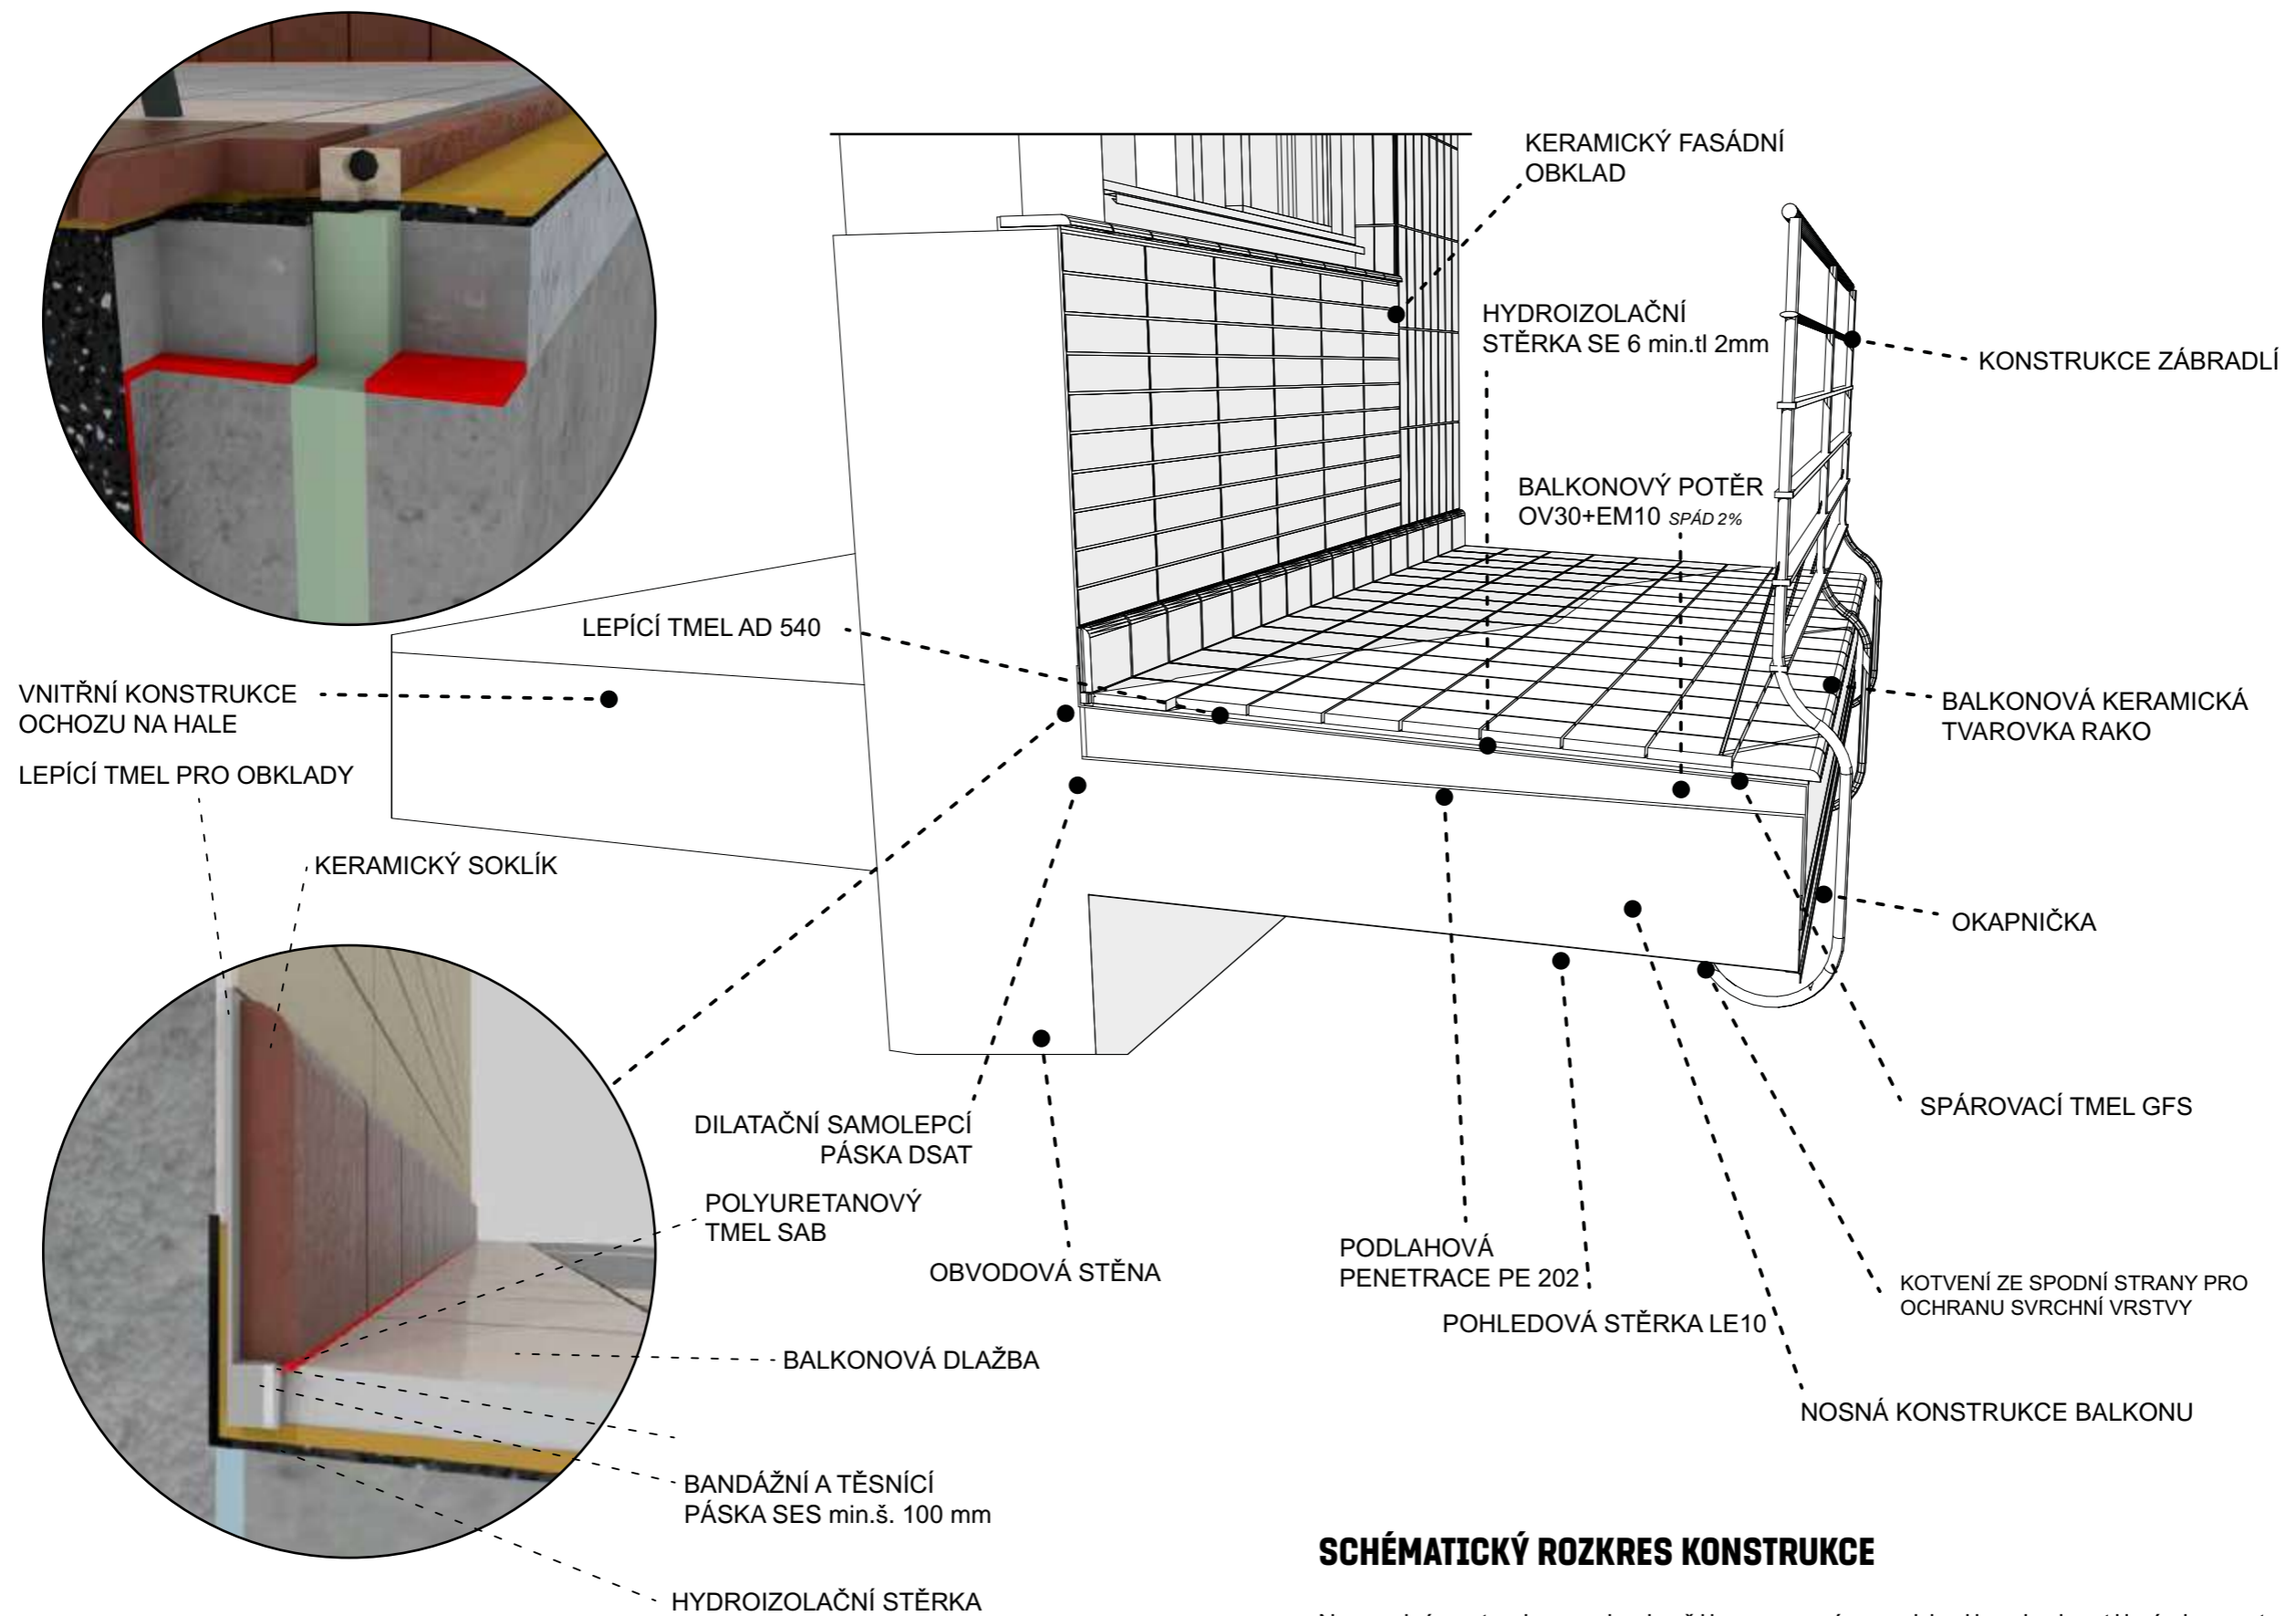 KERAMICKÝ FASÁDNÍ
OBKLAD
HYDROIZOLAČNÍ
STĚRKA SE 6 min.tl 2mm
KONSTRUKCE ZÁBRADLÍ
BALKONOVÝ POTĚR
OV30+EM10 SPÁD 2%
LEPÍCÍ TMEL AD 540
VNITŘNÍ KONSTRUKCE
OCHOZU NA HALE
BALKONOVÁ KERAMICKÁ
TVAROVKA RAKO
LEPÍCÍ TMEL PRO OBKLADY
KERAMICKÝ SOKLÍK
OKAPNIČKA
SPÁROVACÍ TMEL GFS
DILATAČNÍ SAMOLEPCÍ
PÁSKA DSAT
POLYURETANOVÝ
TMEL SAB
OBVODOVÁ STĚNA
PODLAHOVÁ
PENETRACE PE 202
KOTVENÍ ZE SPODNÍ STRANY PRO
OCHRANU SVRCHNÍ VRSTVY
POHLEDOVÁ STĚRKA LE10
BALKONOVÁ DLAŽBA
NOSNÁ KONSTRUKCE BALKONU
BANDÁŽNÍ A TĚSNÍCÍ
PÁSKA SES min.š. 100 mm
SCHÉMATICKÝ ROZKRES KONSTRUKCE
HYDROIZOLAČNÍ STĚRKA